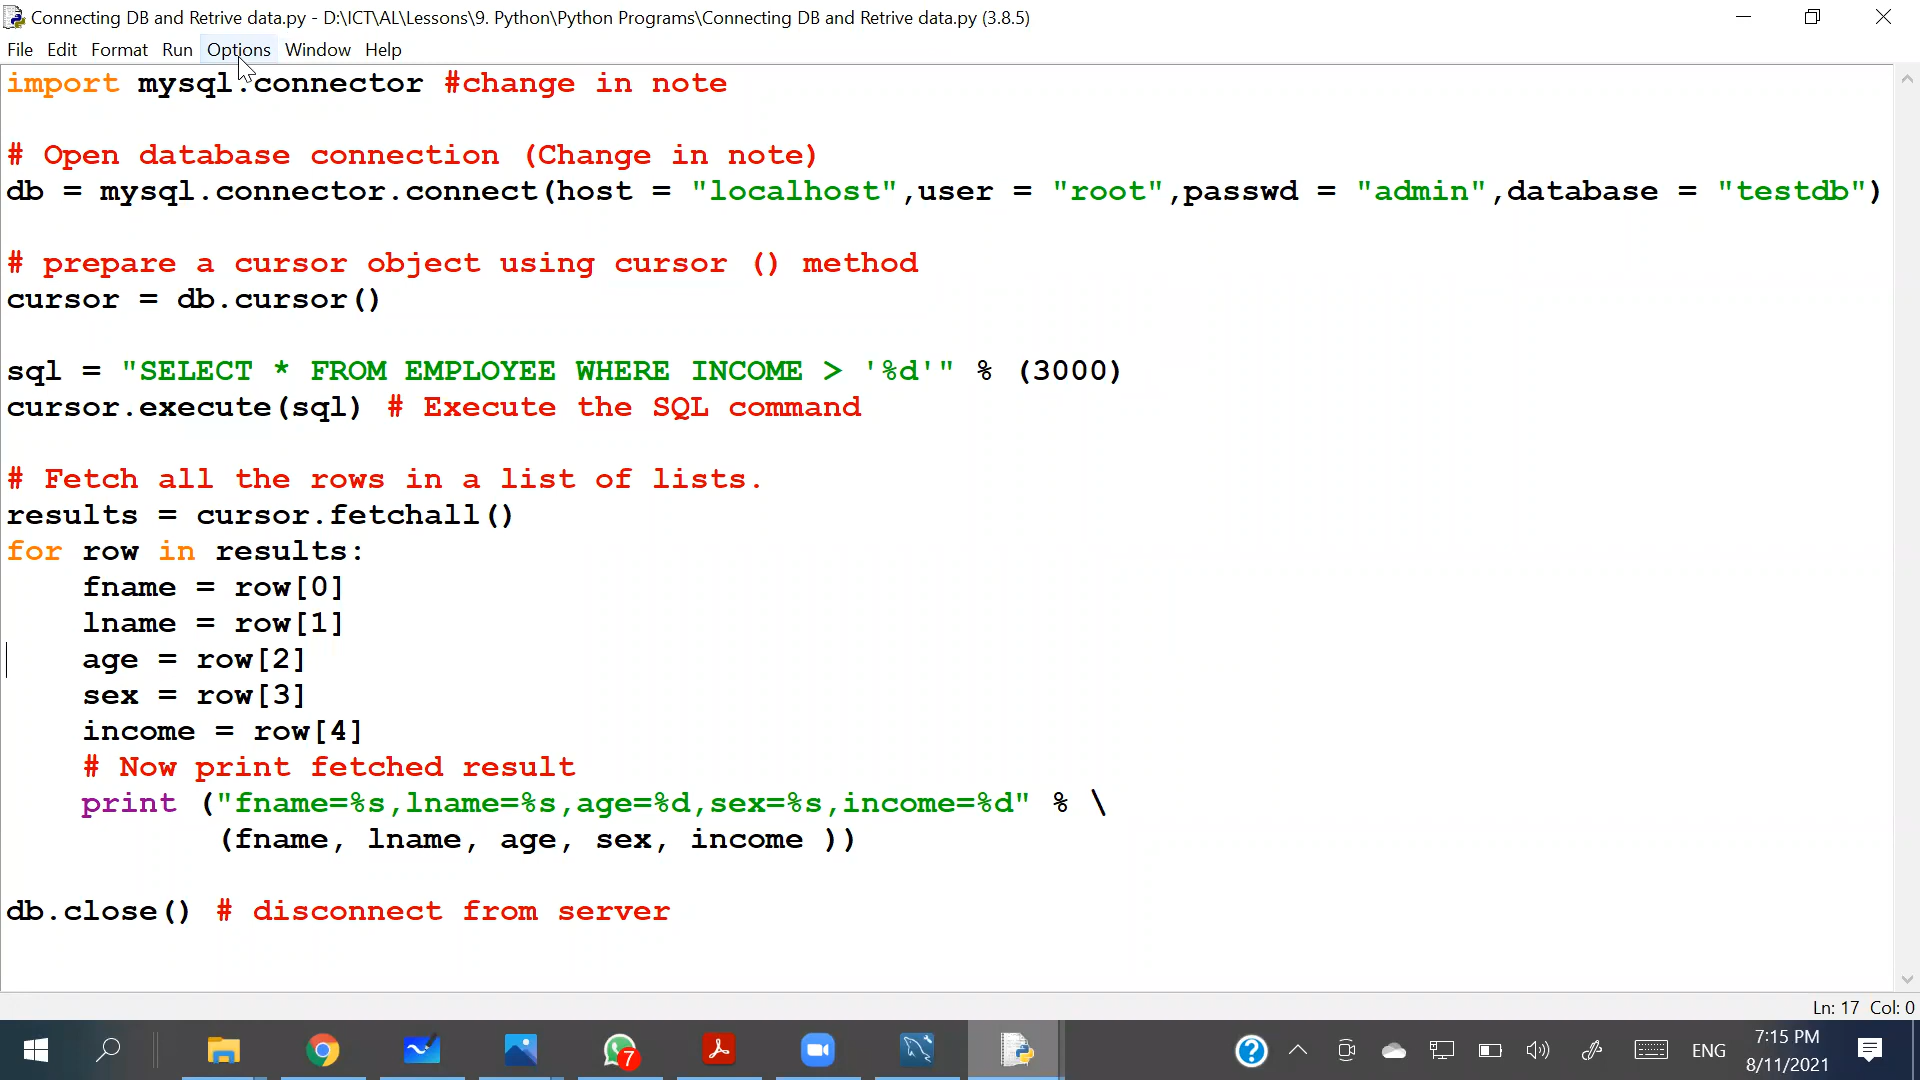 Connecting DB and Retrive data.py - D:\ICT\AL\Lessons\9. Python\Python Programs\Connecting DB and Retrive data.py (3.8.5)
File Edit Format Run Options Window Help
import mysql.connector #change in note
# Open database connection (Change in note)
db = mysql.connector.connect(host = "localhost",user = "root",passwd = "admin",database = "testdb")
# prepare a cursor object using cursor () method
cursor = db.cursor()
sql = "SELECT * FROM EMPLOYEE WHERE INCOME > '%d'" % (3000)
cursor.execute(sql) # Execute the SQL command
# Fetch all the rows in a list of lists.
results = cursor.fetchall()
for row in results:
    fname = row[0]
    lname = row[1]
    age = row[2]
    sex = row[3]
    income = row[4]
    # Now print fetched result
    print ("fname=%s,lname=%s,age=%d,sex=%s,income=%d" % \
           (fname, lname, age, sex, income ))
db.close() # disconnect from server
Ln: 17 Col: 0
7
ENG
7:15 PM
8/11/2021